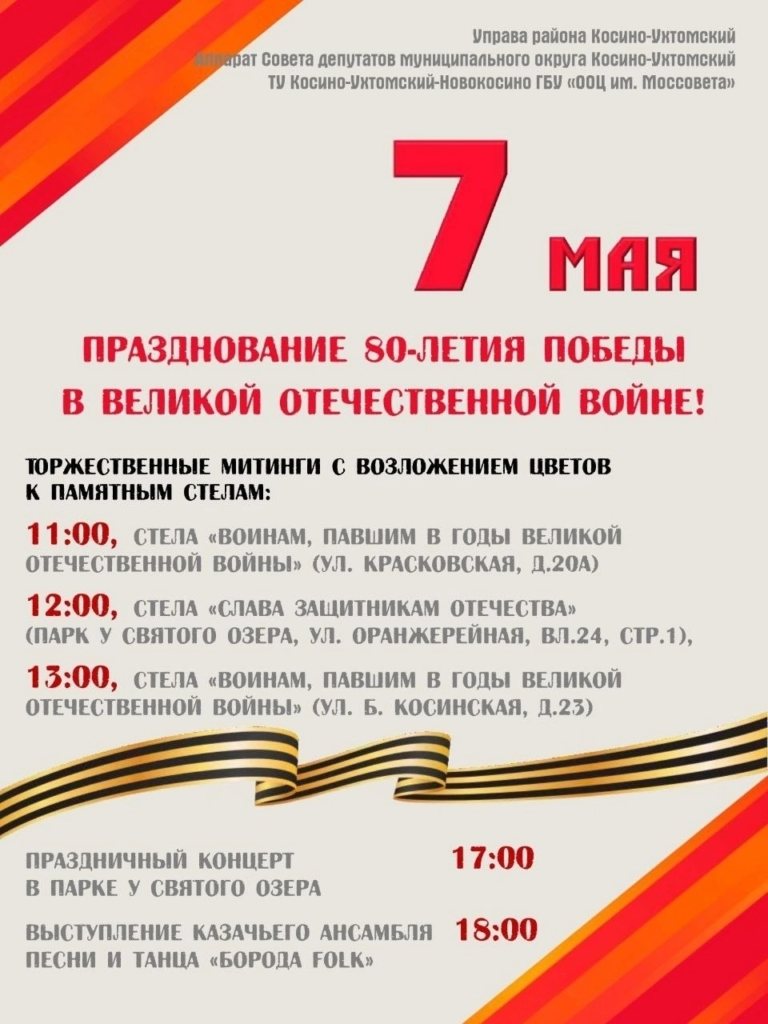 Управа района Косино-Ухтомский
Аппарат Совета депутатов муниципального округа Косино-Ухтомский
ТУ Косино-Ухтомский-Новокосино ГБУ «ООЦ им. Моссовета»
7 МАЯ
ПРАЗДНОВАНИЕ 80-ЛЕТИЯ ПОБЕДЫ
В ВЕЛИКОЙ ОТЕЧЕСТВЕННОЙ ВОЙНЕ!
ТОРЖЕСТВЕННЫЕ МИТИНГИ С ВОЗЛОЖЕНИЕМ ЦВЕТОВ
К ПАМЯТНЫМ СТЕЛАМ:
11:00, СТЕЛА «ВОИНАМ, ПАВШИМ В ГОДЫ ВЕЛИКОЙ
ОТЕЧЕСТВЕННОЙ ВОЙНЫ» (УЛ. КРАСКОВСКАЯ, Д.20А)
12:00, СТЕЛА «СЛАВА ЗАЩИТНИКАМ ОТЕЧЕСТВА»
(ПАРК У СВЯТОГО ОЗЕРА, УЛ. ОРАНЖЕРЕЙНАЯ, ВЛ.24, СТР.1),
13:00, СТЕЛА «ВОИНАМ, ПАВШИМ В ГОДЫ ВЕЛИКОЙ
ОТЕЧЕСТВЕННОЙ ВОЙНЫ» (УЛ. Б. КОСИНСКАЯ, Д.23)
ПРАЗДНИЧНЫЙ КОНЦЕРТ 17:00
В ПАРКЕ У СВЯТОГО ОЗЕРА
ВЫСТУПЛЕНИЕ КАЗАЧЬЕГО АНСАМБЛЯ 18:00
ПЕСНИ И ТАНЦА «БОРОДА FOLK»